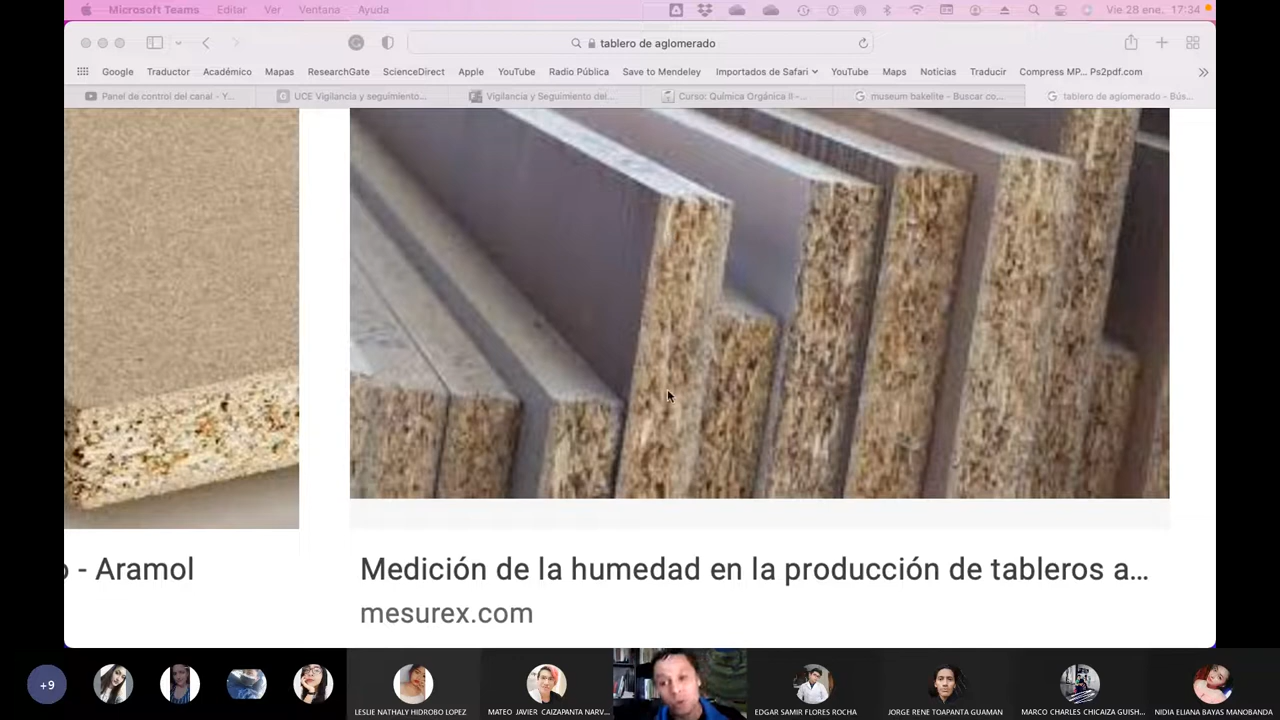 Microsoft Teams Editar Ver Ventana Ayuda Vie 28 ene. 17:34
tablero de aglomerado
Google Traductor Académico Mapas ResearchGate ScienceDirect Apple YouTube Radio Pública Save to Mendeley Importados de Safari YouTube Maps Noticias Traducir Compress MP... Ps2pdf.com
Panel de control del canal - Y... UCE Vigilancia y seguimiento... Vigilancia y Seguimiento del... Curso: Química Orgánica II -... museum bakelite - Buscar co... tablero de aglomerado - Bús...
- Aramol
Medición de la humedad en la producción de tableros a...
mesurex.com
+9
LESLIE NATHALY HIDROBO LOPEZ
MATEO JAVIER CAIZAPANTA NARV...
EDGAR SAMIR FLORES ROCHA
JORGE RENE TOAPANTA GUAMAN
MARCO CHARLES CHICAIZA GUISH...
NIDIA ELIANA BAYAS MANOBANDA